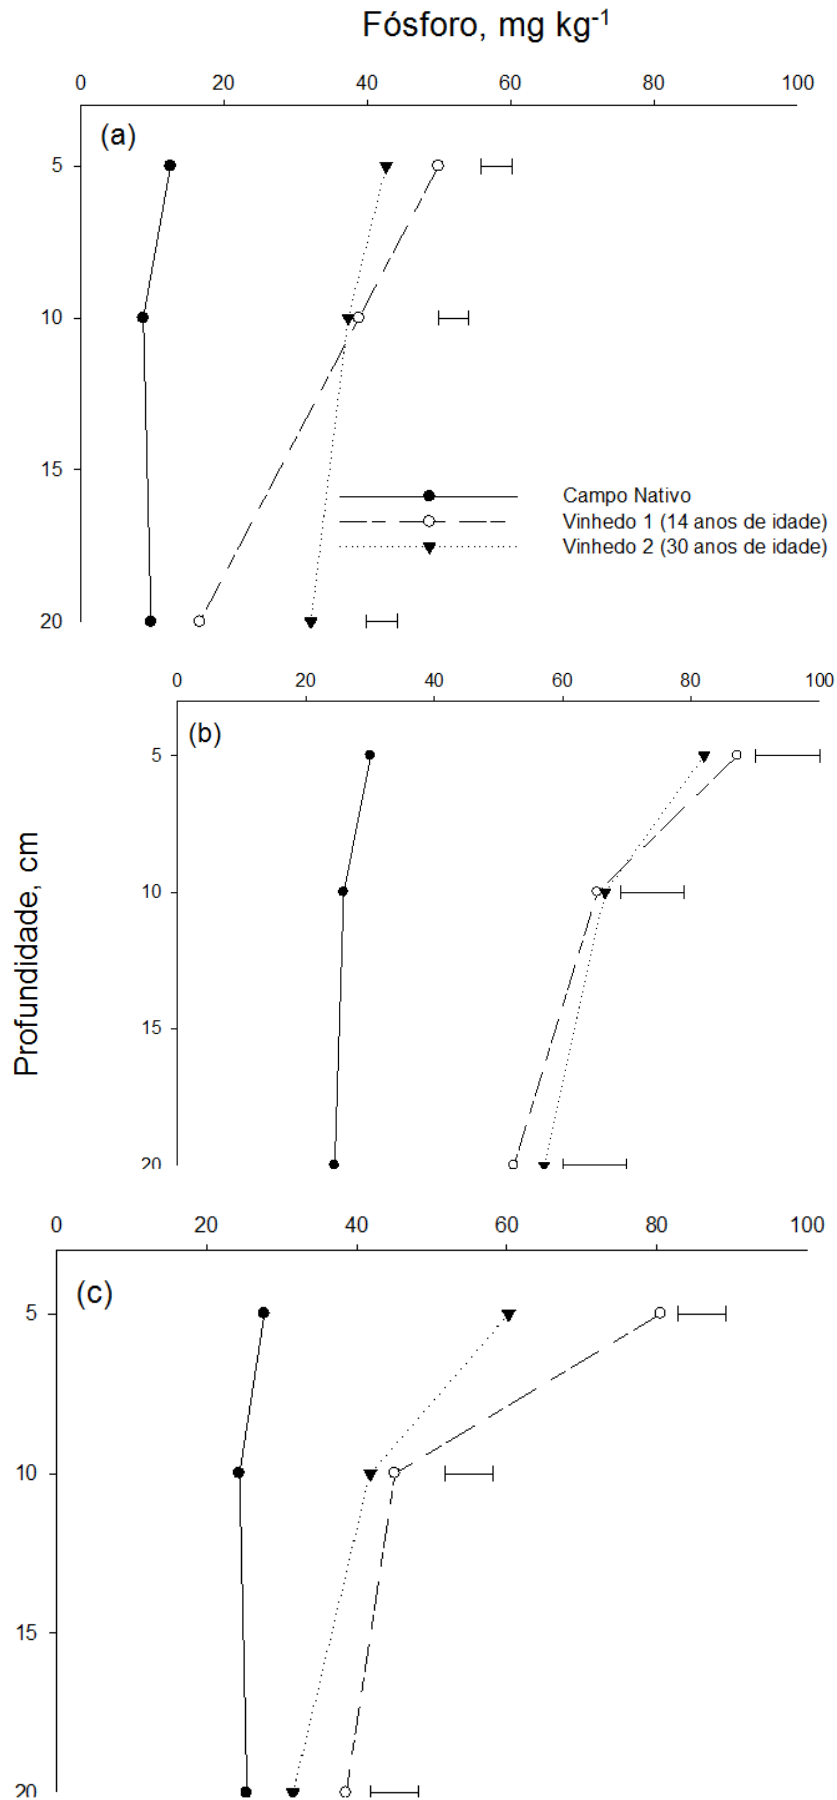 Fósforo, mg kg⁻¹
0 20 40 60 80 100
(a)
5
10
15
20
Campo Nativo
Vinhedo 1 (14 anos de idade)
Vinhedo 2 (30 anos de idade)
0 20 40 60 80 100
(b)
5
10
15
20
Profundidade, cm
0 20 40 60 80 100
(c)
5
10
15
20